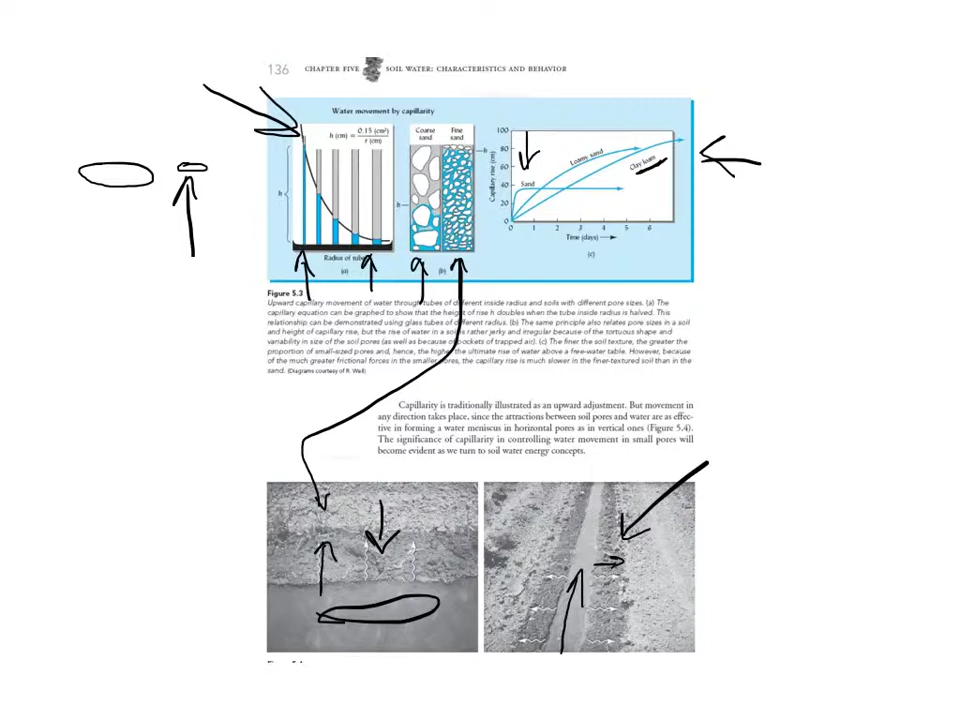 136 CHAPTER FIVE SOIL WATER: CHARACTERISTICS AND BEHAVIOR
Water movement by capillarity
h (cm) = 0.15 (cm²)
r (cm)
h
Radius of tube
(a)
Coarse sand
Fine sand
h
h
(b)
Capillary rise (cm)
100
80
60
40
20
0
Loamy sand
Clay loam
Sand
0 1 2 3 4 5 6
Time (days)
(c)
Figure 5.3
Upward capillary movement of water through tubes of different inside radius and soils with different pore sizes. (a) The
capillary equation can be graphed to show that the height of rise h doubles when the tube inside radius is halved. This
relationship can be demonstrated using glass tubes of different radius. (b) The same principle also relates pore sizes in a soil
and height of capillary rise, but the rise of water in a soil is rather jerky and irregular because of the tortuous shape and
variability in size of the soil pores (as well as because of pockets of trapped air). (c) The finer the soil texture, the greater the
proportion of small-sized pores and, hence, the higher the ultimate rise of water above a free-water table. However, because
of the much greater frictional forces in the smaller pores, the capillary rise is much slower in the finer-textured soil than in the
sand. (Diagrams courtesy of R. Weil)
Capillarity is traditionally illustrated as an upward adjustment. But movement in
any direction takes place, since the attractions between soil pores and water are as effec-
tive in forming a water meniscus in horizontal pores as in vertical ones (Figure 5.4).
The significance of capillarity in controlling water movement in small pores will
become evident as we turn to soil water energy concepts.